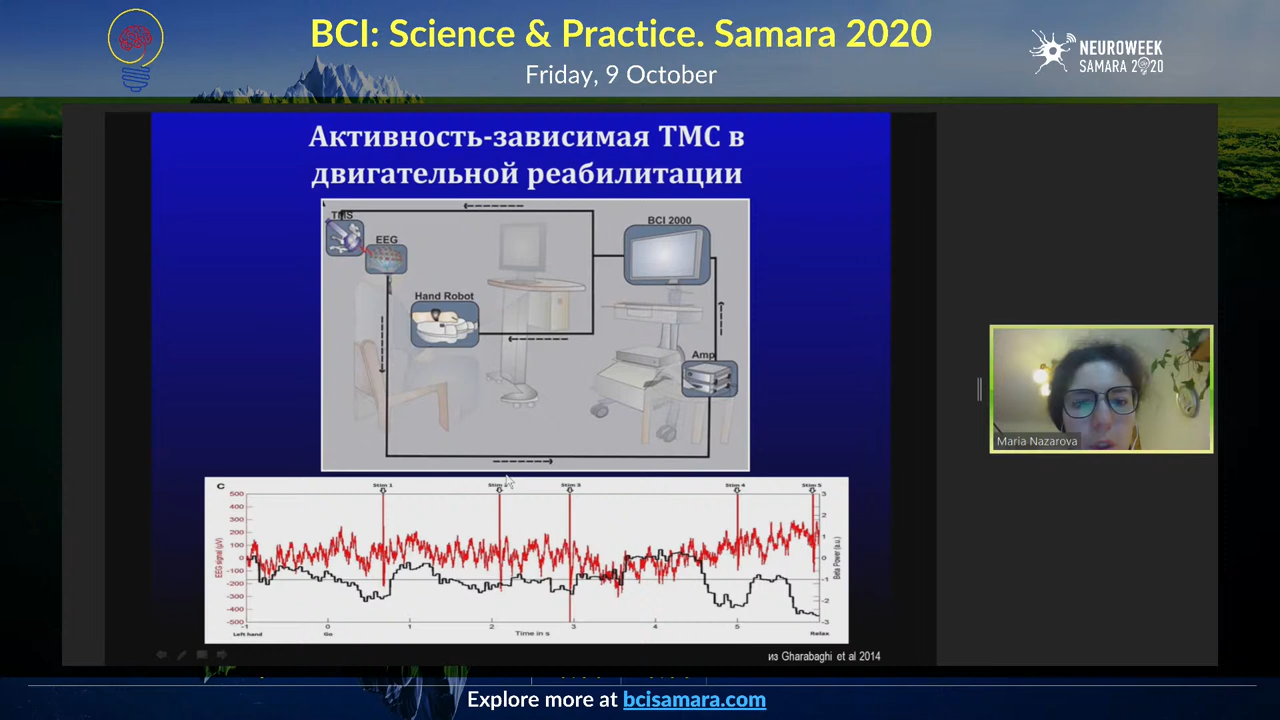 BCI: Science & Practice. Samara 2020
Friday, 9 October
NEUROWEEK
SAMARA 2020
Активность-зависимая ТМС в
двигательной реабилитации
TMS
EEG
BCI 2000
Hand Robot
Amp
Maria Nazarova
C
Stim 1
Stim 2
Stim 3
Stim 4
Stim 5
500
400
300
200
100
0
-100
-200
-300
-400
-500
EEG signal (µV)
3
2
1
0
-1
-2
-3
Beta Power (a.u.)
-1
0
1
2
3
4
5
Left hand
Go
Time in s
Relax
из Gharabaghi et al 2014
Explore more at bcisamara.com